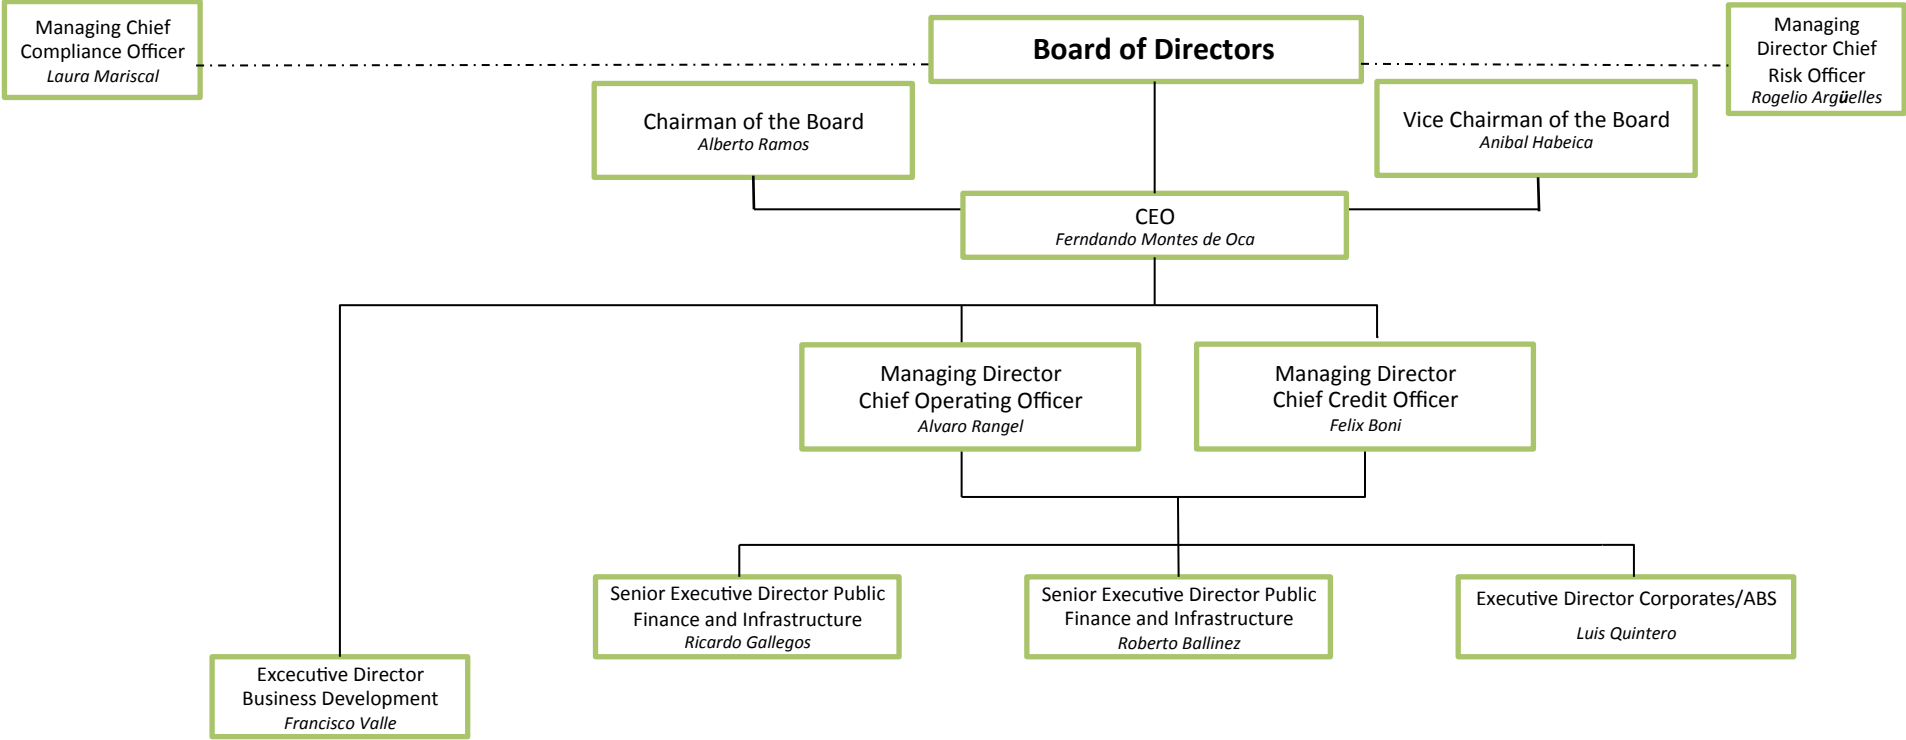 Managing Chief
Compliance Officer
Laura Mariscal
Board of Directors
Managing
Director Chief
Risk Officer
Rogelio Argüelles
Chairman of the Board
Alberto Ramos
Vice Chairman of the Board
Anibal Habeica
CEO
Ferndando Montes de Oca
Managing Director
Chief Operating Officer
Alvaro Rangel
Managing Director
Chief Credit Officer
Felix Boni
Senior Executive Director Public
Finance and Infrastructure
Ricardo Gallegos
Senior Executive Director Public
Finance and Infrastructure
Roberto Ballinez
Executive Director Corporates/ABS
Luis Quintero
Excecutive Director
Business Development
Francisco Valle